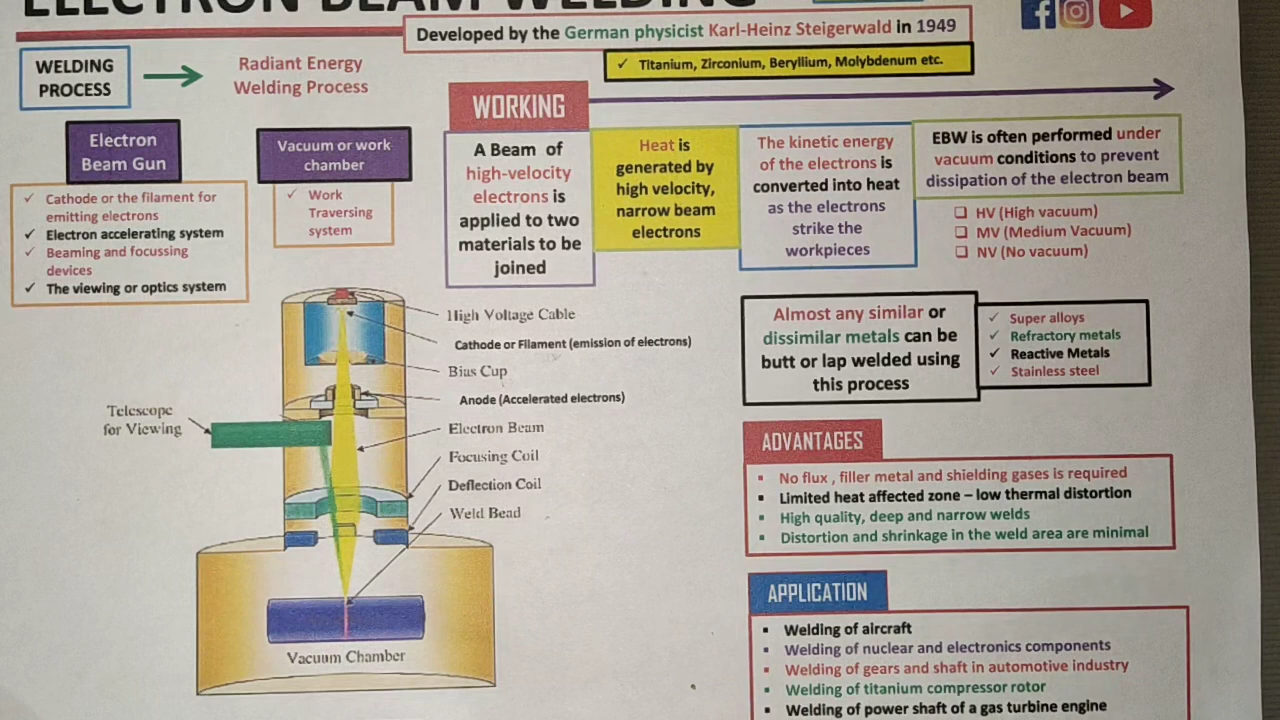 ELECTRON BEAM WELDING
Developed by the German physicist Karl-Heinz Steigerwald in 1949
✓ Titanium, Zirconium, Beryllium, Molybdenum etc.
WELDING
PROCESS
Radiant Energy
Welding Process
WORKING
Electron
Beam Gun
✓ Cathode or the filament for
emitting electrons
✓ Electron accelerating system
✓ Beaming and focussing
devices
✓ The viewing or optics system
Vacuum or work
chamber
✓ Work
Traversing
system
A Beam of
high-velocity
electrons is
applied to two
materials to be
joined
Heat is
generated by
high velocity,
narrow beam
electrons
The kinetic energy
of the electrons is
converted into heat
as the electrons
strike the
workpieces
EBW is often performed under
vacuum conditions to prevent
dissipation of the electron beam
❑ HV (High vacuum)
❑ MV (Medium Vacuum)
❑ NV (No vacuum)
High Voltage Cable
Cathode or Filament (emission of electrons)
Bias Cup
Anode (Accelerated electrons)
Telescope
for Viewing
Electron Beam
Focusing Coil
Deflection Coil
Weld Bead
Vacuum Chamber
Almost any similar or
dissimilar metals can be
butt or lap welded using
this process
✓ Super alloys
✓ Refractory metals
✓ Reactive Metals
✓ Stainless steel
ADVANTAGES
▪ No flux , filler metal and shielding gases is required
▪ Limited heat affected zone – low thermal distortion
▪ High quality, deep and narrow welds
▪ Distortion and shrinkage in the weld area are minimal
APPLICATION
▪ Welding of aircraft
▪ Welding of nuclear and electronics components
▪ Welding of gears and shaft in automotive industry
▪ Welding of titanium compressor rotor
▪ Welding of power shaft of a gas turbine engine